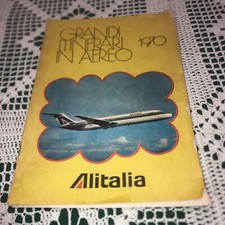 GRANDI
ITINERARI
IN AEREO
1970
Alitalia